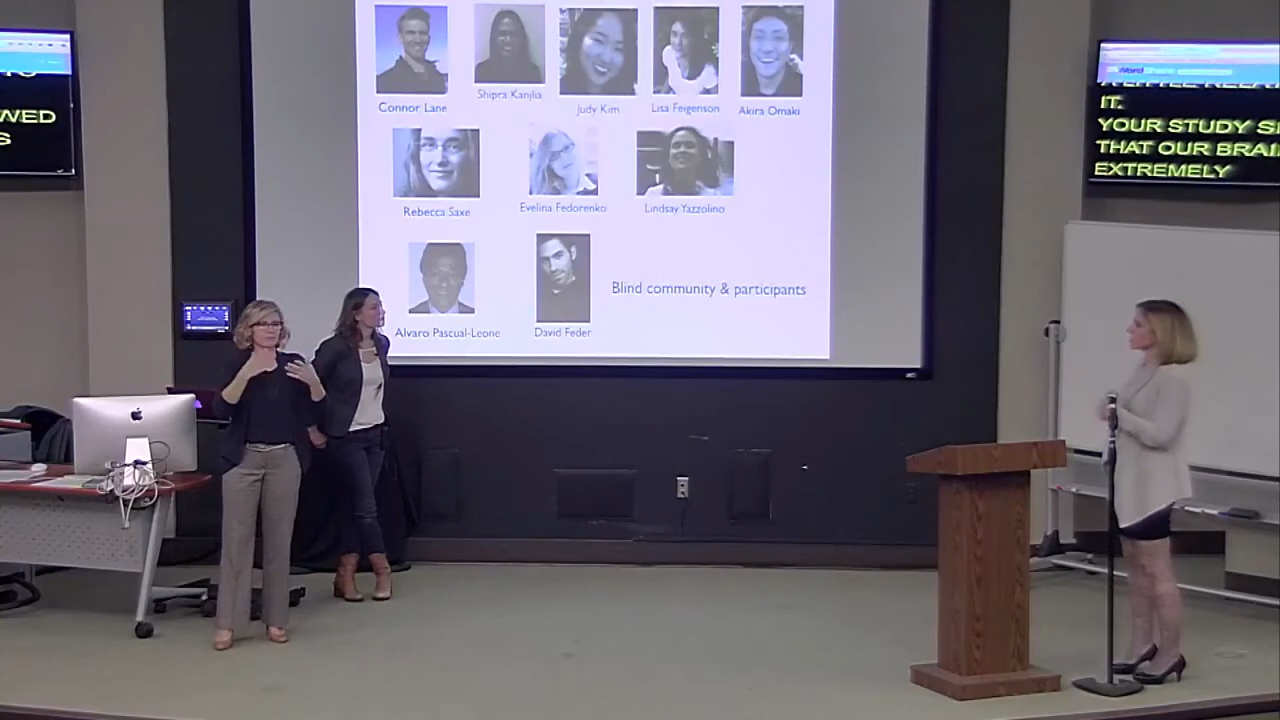 WED
S
Connor Lane
Shipra Kanjlia
Judy Kim
Lisa Feigenson
Akira Omaki
Rebecca Saxe
Evelina Fedorenko
Lindsay Yazzolino
Alvaro Pascual-Leone
David Feder
Blind community & participants
IT.
YOUR STUDY S
THAT OUR BRAI
EXTREMELY